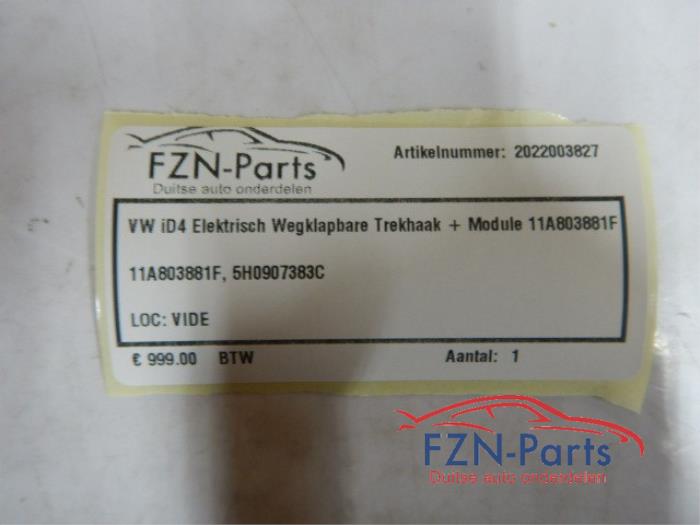 FZN-Parts
Duitse auto onderdelen
Artikelnummer: 2022003827
VW iD4 Elektrisch Wegklapbare Trekhaak + Module 11A803881F
11A803881F, 5H0907383C
LOC: VIDE
€ 999.00 BTW
Aantal: 1
FZN-Parts
Duitse auto onderdelen